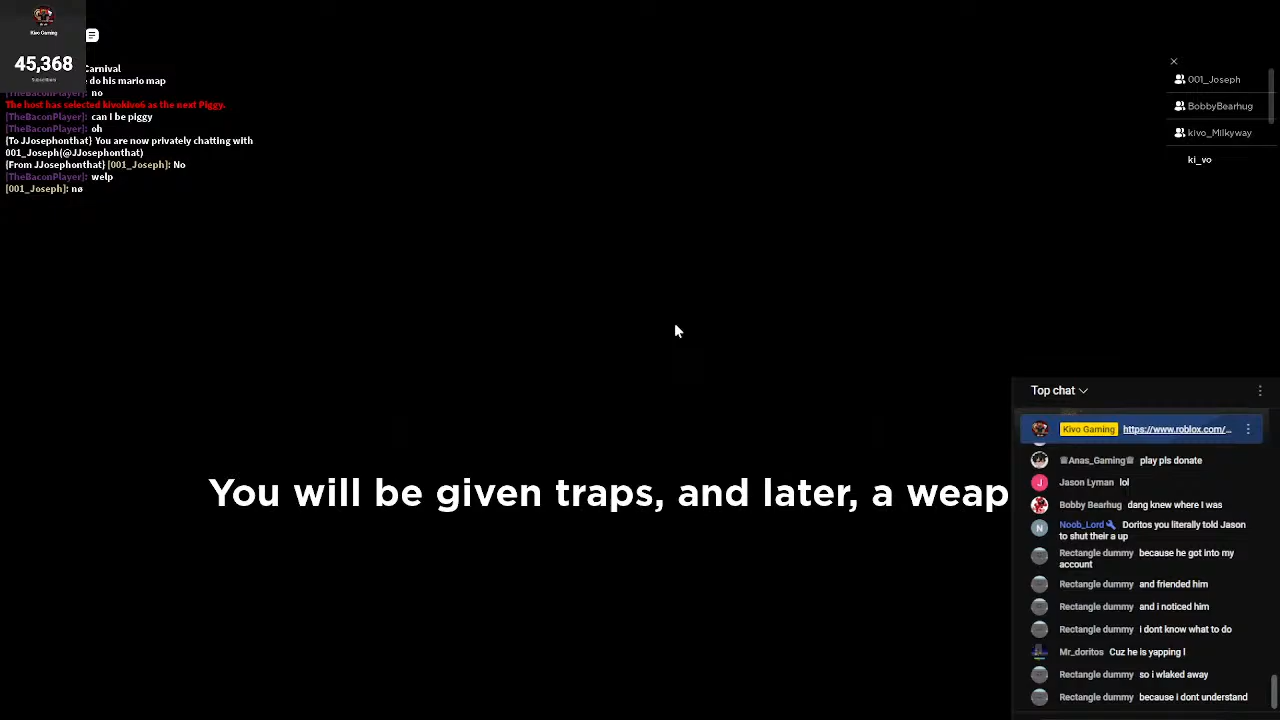 Kivo Gaming
45,368
Subscribers
Carnival
do his mario map
[TheBaconPlayer]: no
The host has selected kivokivo6 as the next Piggy.
[TheBaconPlayer]: can I be piggy
[TheBaconPlayer]: oh
{To JJosephonthat} You are now privately chatting with
001_Joseph(@JJosephonthat)
{From JJosephonthat} [001_Joseph]: No
[TheBaconPlayer]: welp
[001_Joseph]: nø
001_Joseph
BobbyBearhug
kivo_Milkyway
ki_vo
You will be given traps, and later, a weap
Top chat
Kivo Gaming https://www.roblox.com/...
♕Anas_Gaming♕ play pls donate
Jason Lyman lol
Bobby Bearhug dang knew where I was
Noob_Lord Doritos you literally told Jason
to shut their a up
Rectangle dummy because he got into my
account
Rectangle dummy and friended him
Rectangle dummy and i noticed him
Rectangle dummy i dont know what to do
Mr_doritos Cuz he is yapping l
Rectangle dummy so i wlaked away
Rectangle dummy because i dont understand